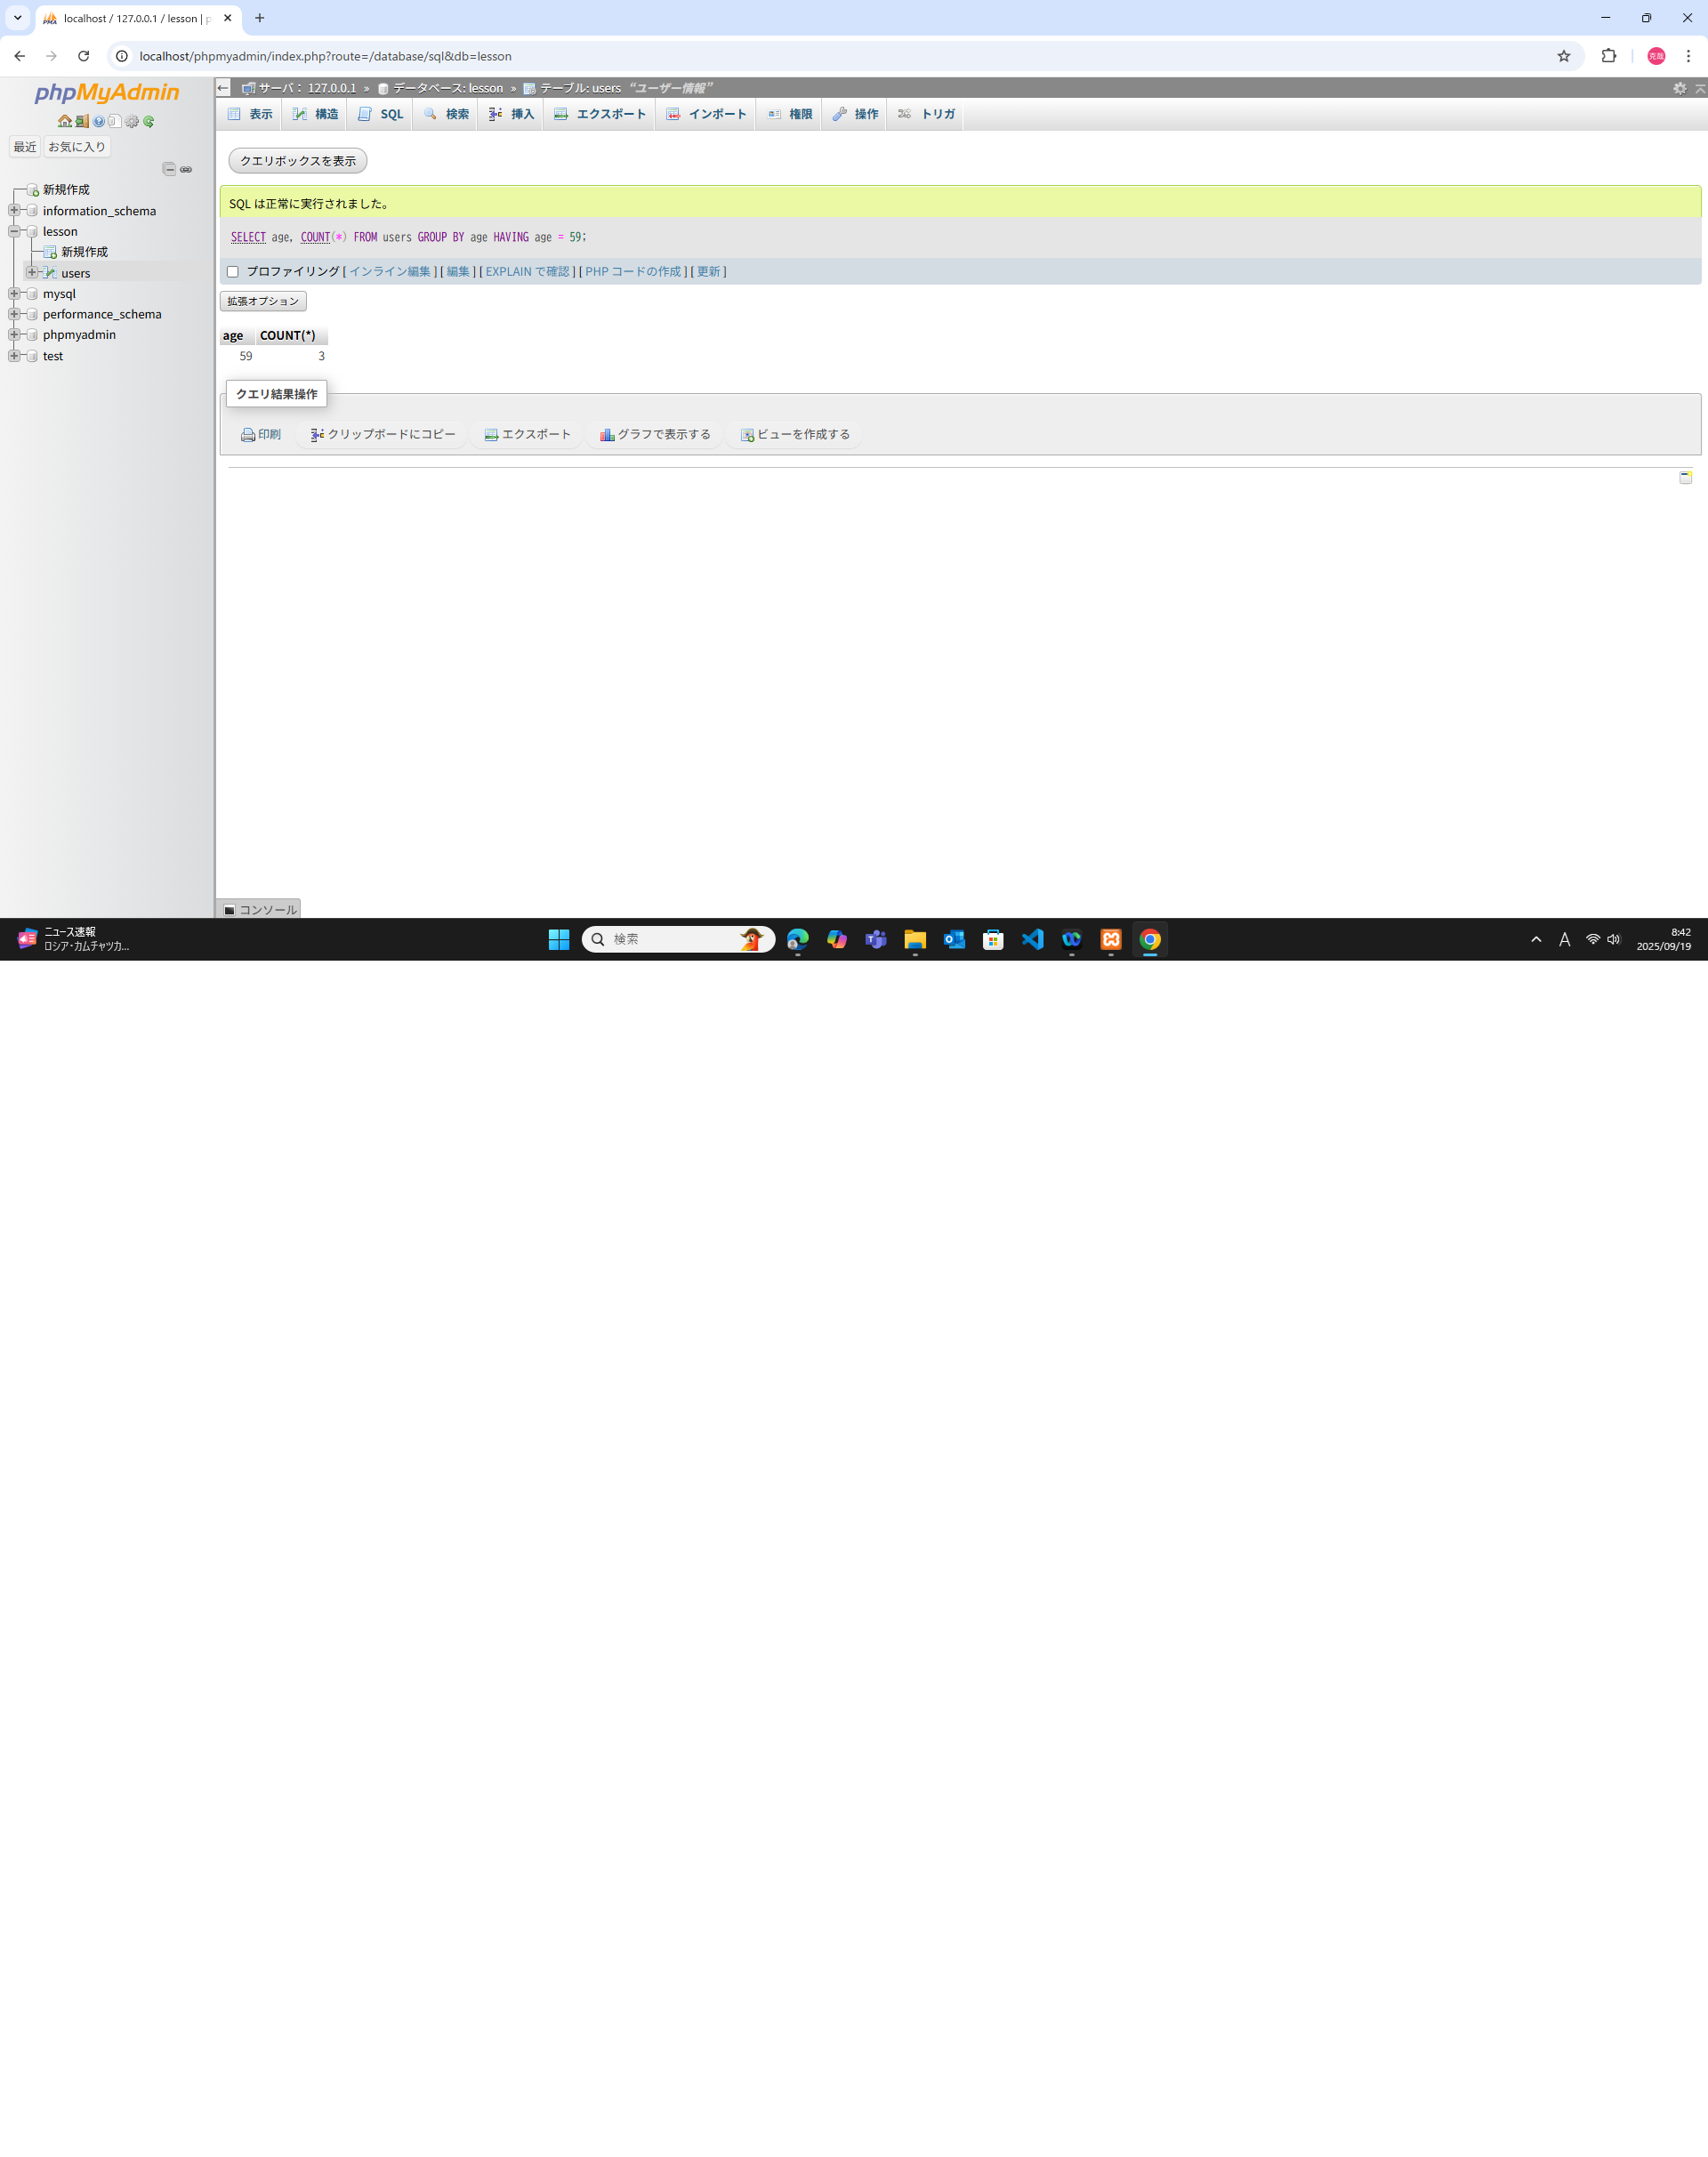 localhost / 127.0.0.1 / lesson | p
localhost/phpmyadmin/index.php?route=/database/sql&db=lesson
克哉
phpMyAdmin
最近 お気に入り
新規作成
information_schema
lesson
新規作成
users
mysql
performance_schema
phpmyadmin
test
サーバ: 127.0.0.1 » データベース: lesson » テーブル: users “ユーザー情報”
表示 構造 SQL 検索 挿入 エクスポート インポート 権限 操作 トリガ
クエリボックスを表示
SQL は正常に実行されました。
SELECT age, COUNT(*) FROM users GROUP BY age HAVING age = 59;
プロファイリング [ インライン編集 ] [ 編集 ] [ EXPLAIN で確認 ] [ PHP コードの作成 ] [ 更新 ]
拡張オプション
age COUNT(*)
59 3
クエリ結果操作
印刷 クリップボードにコピー エクスポート グラフで表示する ビューを作成する
コンソール
ニュース速報
ロシア・カムチャツカ...
検索
A
8:42
2025/09/19